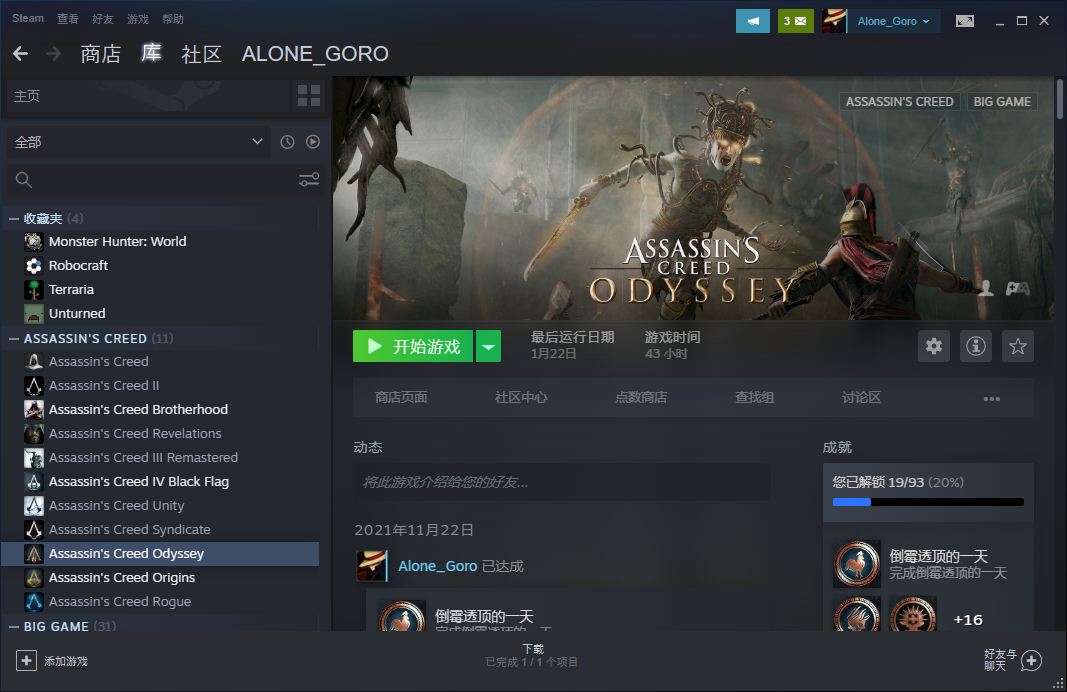 Steam 查看 好友 游戏 帮助
3 Alone_Goro
商店 库 社区 ALONE_GORO
主页
全部
收藏夹 (4)
Monster Hunter: World
Robocraft
Terraria
Unturned
ASSASSIN'S CREED (11)
Assassin's Creed
Assassin's Creed II
Assassin's Creed Brotherhood
Assassin's Creed Revelations
Assassin's Creed III Remastered
Assassin's Creed IV Black Flag
Assassin's Creed Unity
Assassin's Creed Syndicate
Assassin's Creed Odyssey
Assassin's Creed Origins
Assassin's Creed Rogue
BIG GAME (31)
ASSASSIN'S CREED BIG GAME
ASSASSIN'S
CREED
ODYSSEY
开始游戏
最后运行日期
1月22日
游戏时间
43 小时
商店页面 社区中心 点数商店 查找组 讨论区
动态
将此游戏介绍给您的好友...
2021年11月22日
Alone_Goro 已达成
倒霉透顶的一天
完成倒霉透顶的一天
成就
您已解锁 19/93 (20%)
倒霉透顶的一天
完成倒霉透顶的一天
+16
添加游戏
下载
已完成 1 / 1 个项目
好友与
聊天